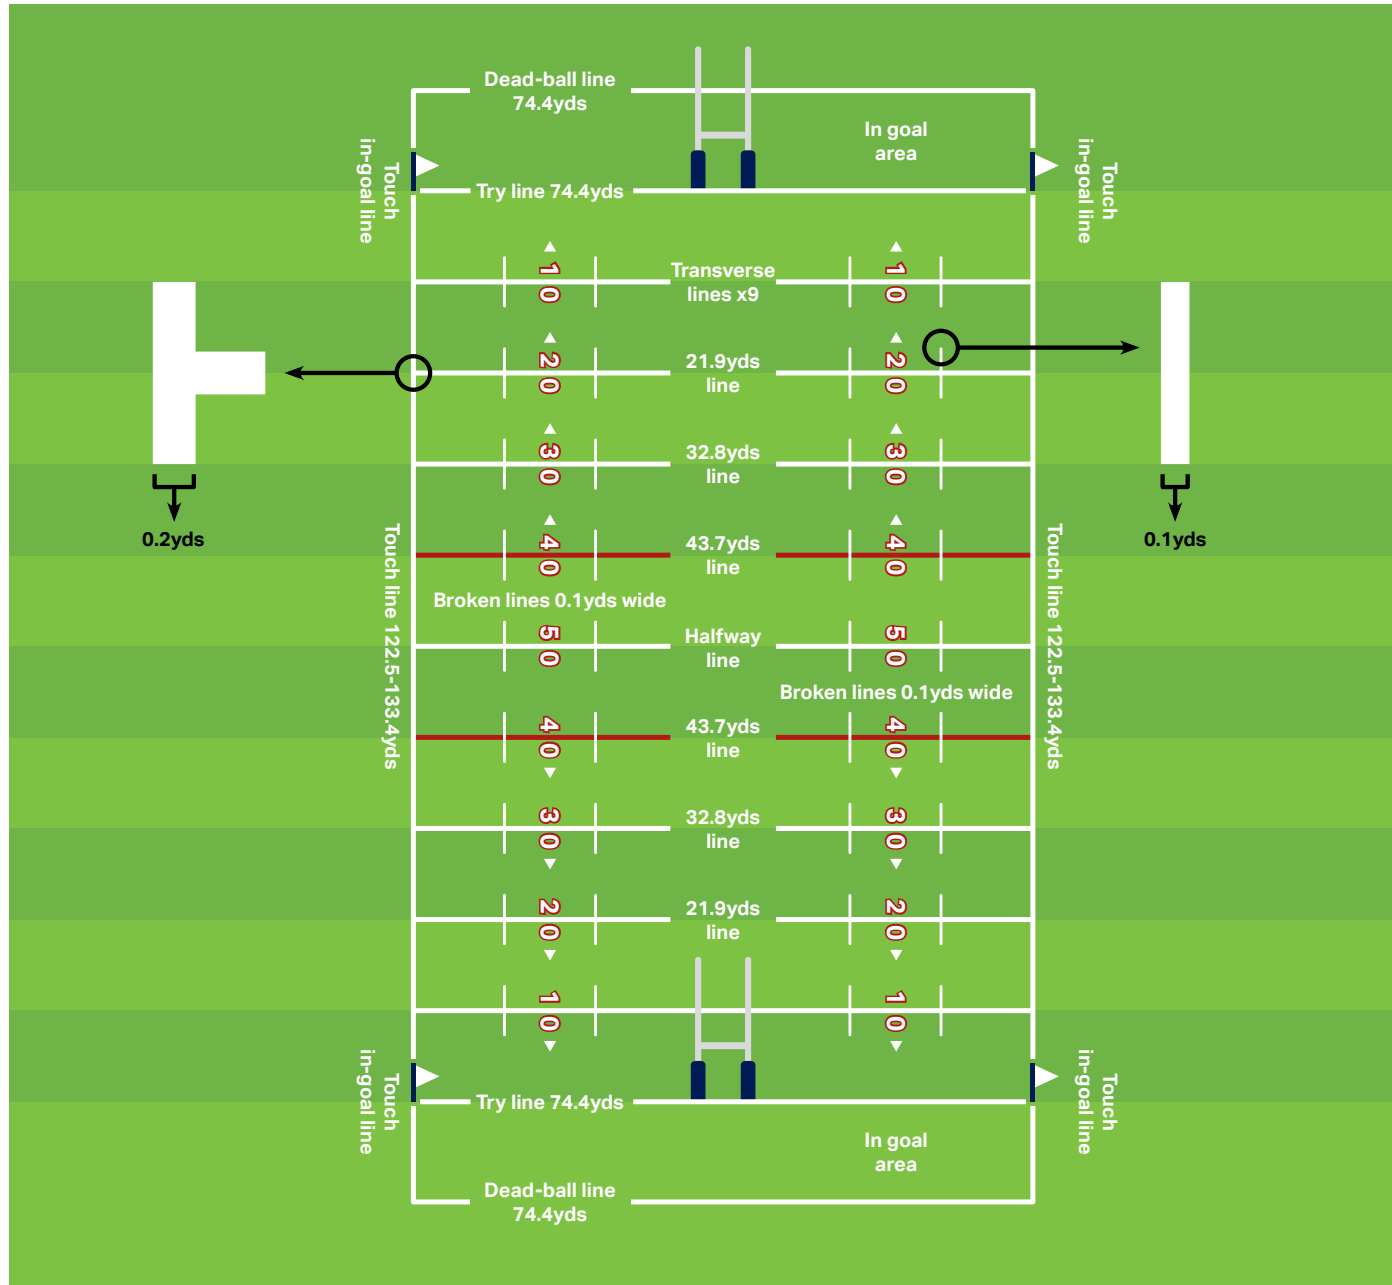 Dead-ball line
74.4yds
In goal
area
Touch
in-goal line
Touch
in-goal line
Try line 74.4yds
10
Transverse
lines x9
10
20
21.9yds
line
20
30
32.8yds
line
30
0.2yds
0.1yds
40
43.7yds
line
40
Touch line 122.5-133.4yds
Touch line 122.5-133.4yds
Broken lines 0.1yds wide
50
Halfway
line
50
Broken lines 0.1yds wide
40
43.7yds
line
40
30
32.8yds
line
30
20
21.9yds
line
20
10
10
Touch
in-goal line
Touch
in-goal line
Try line 74.4yds
In goal
area
Dead-ball line
74.4yds